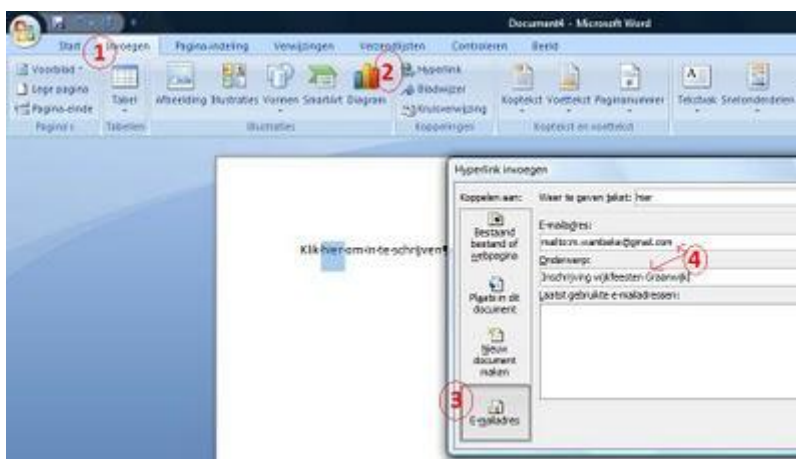 Document4 - Microsoft Word
Start Invoegen Pagina-indeling Verwijzingen Verzendlijsten Controleren Beeld
1
Voorblad
Lege pagina
Pagina-einde
Tabel
Afbeelding Illustraties Vormen SmartArt Diagram
2
Hyperlink
Bladwijzer
Kruisverwijzing
Koptekst Voettekst Paginanummer
Tekstvak Snelonderdelen
Pagina's Tabellen Illustraties Koppelingen Koptekst en voettekst
Hyperlink invoegen
Koppelen aan:
Weer te geven tekst: hier
Bestaand
bestand of
webpagina
E-mailadres:
Onderwerp:
4
Inschrijving wijkfeesten
Laatst gebruikte e-mailadressen:
Klik·hier·om·in·te·schrijven¶
Plaats in dit
document
Nieuw
document
maken
3
E-mailadres